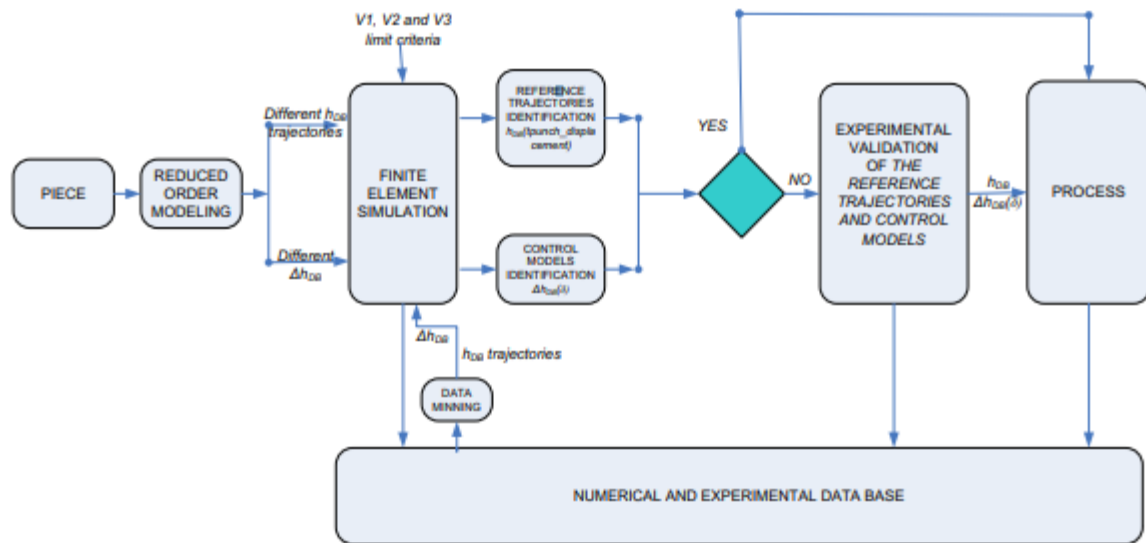 V1, V2 and V3
limit criteria
Different hDB
trajectories
PIECE
REDUCED
ORDER
MODELING
Different
ΔhDB
FINITE
ELEMENT
SIMULATION
REFERENCE
TRAJECTORIES
IDENTIFICATION
hDB(tpunch_displa
cement)
CONTROL
MODELS
IDENTIFICATION
ΔhDB(δ)
YES
NO
EXPERIMENTAL
VALIDATION
OF THE
REFERENCE
TRAJECTORIES
AND CONTROL
MODELS
hDB
ΔhDB(δ)
PROCESS
ΔhDB
hDB trajectories
DATA
MINNING
NUMERICAL AND EXPERIMENTAL DATA BASE